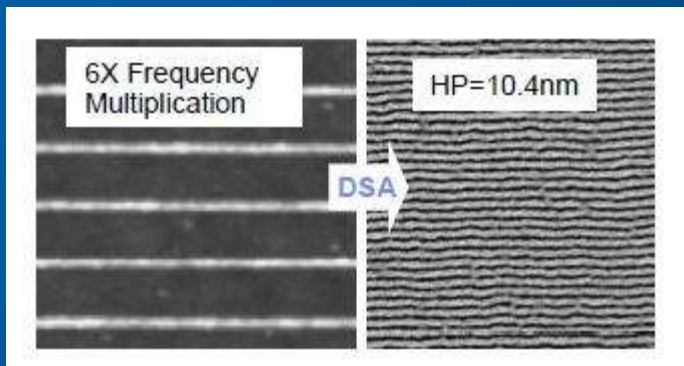 6X Frequency
Multiplication
HP=10.4nm
DSA